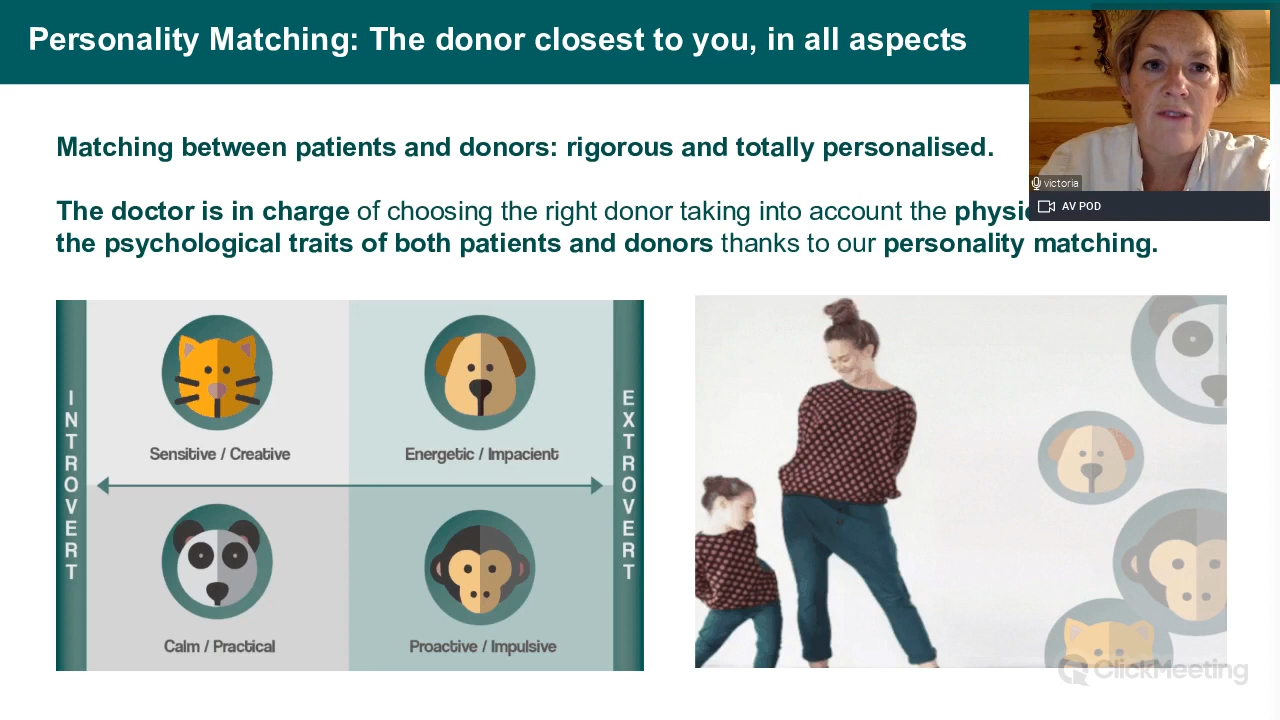 Personality Matching: The donor closest to you, in all aspects
Matching between patients and donors: rigorous and totally personalised.
The doctor is in charge of choosing the right donor taking into account the
the psychological traits of both patients and donors thanks to our personality matching.
victoria
AV POD
INTROVERT
Sensitive / Creative
Energetic / Impacient
EXTROVERT
Calm / Practical
Proactive / Impulsive
ClickMeeting